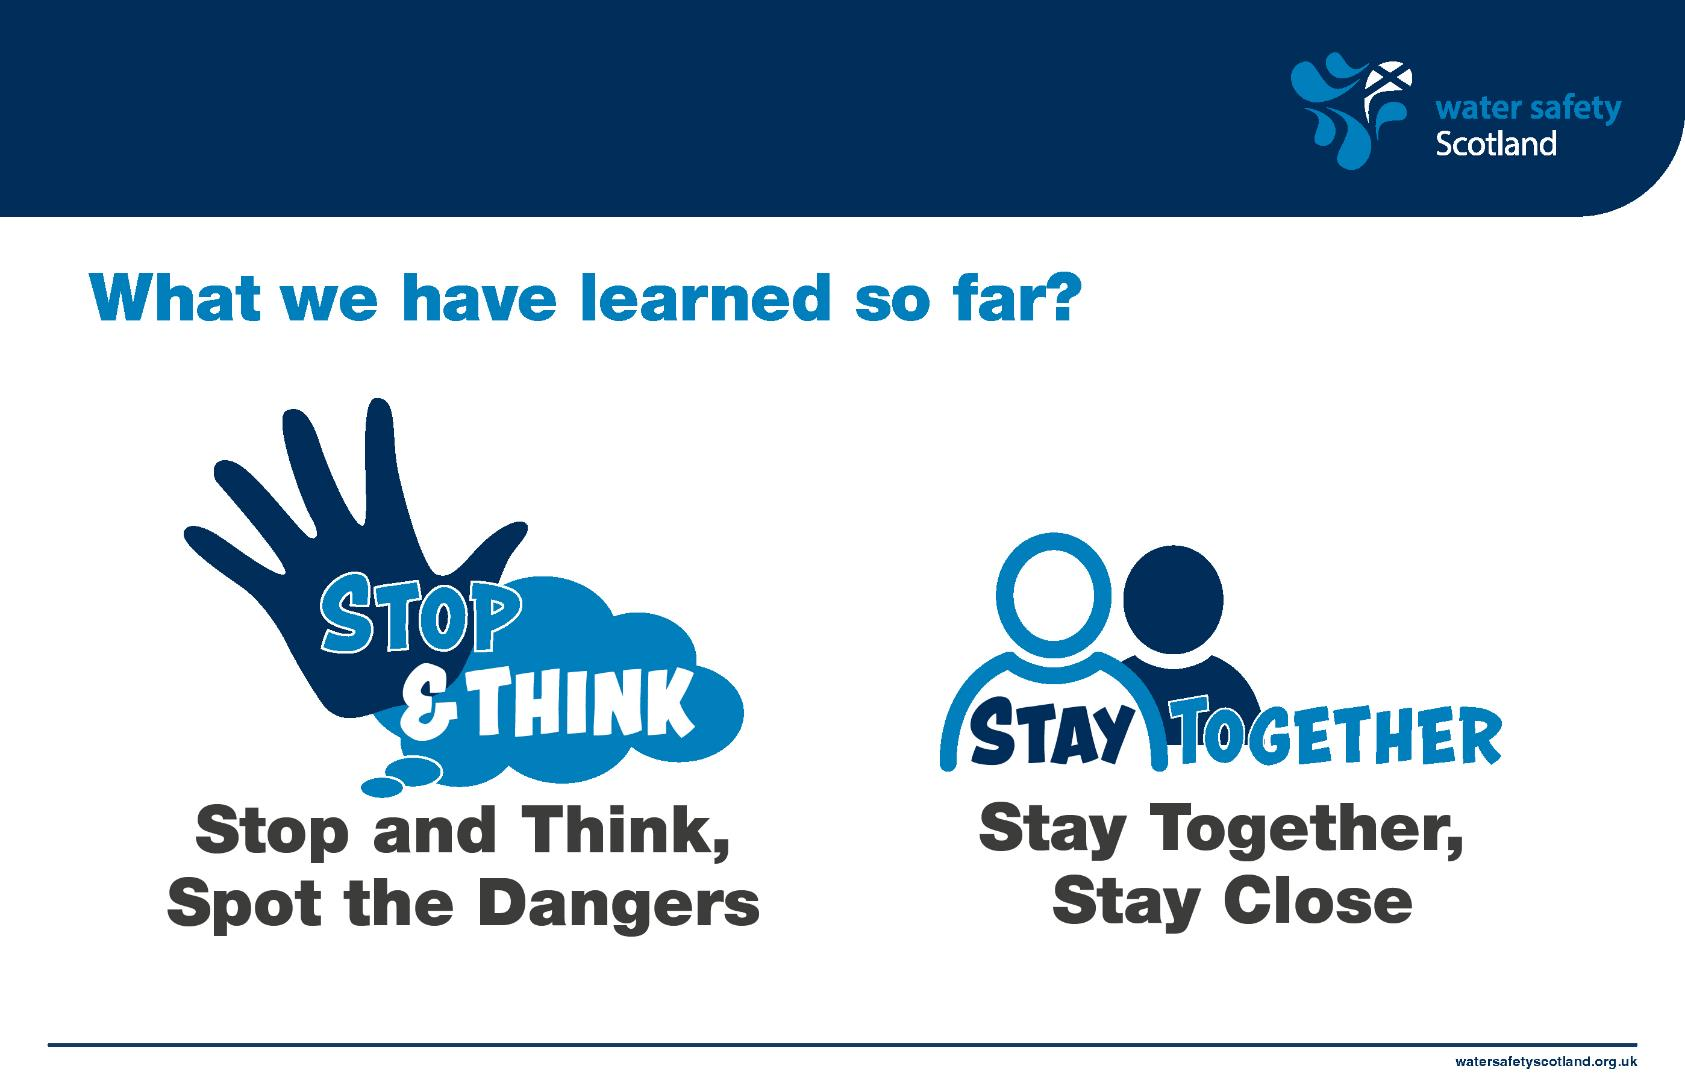 water safety
Scotland
What we have learned so far?
STOP
& THINK
Stop and Think,
Spot the Dangers
STAY TOGETHER
Stay Together,
Stay Close
watersafetyscotland.org.uk